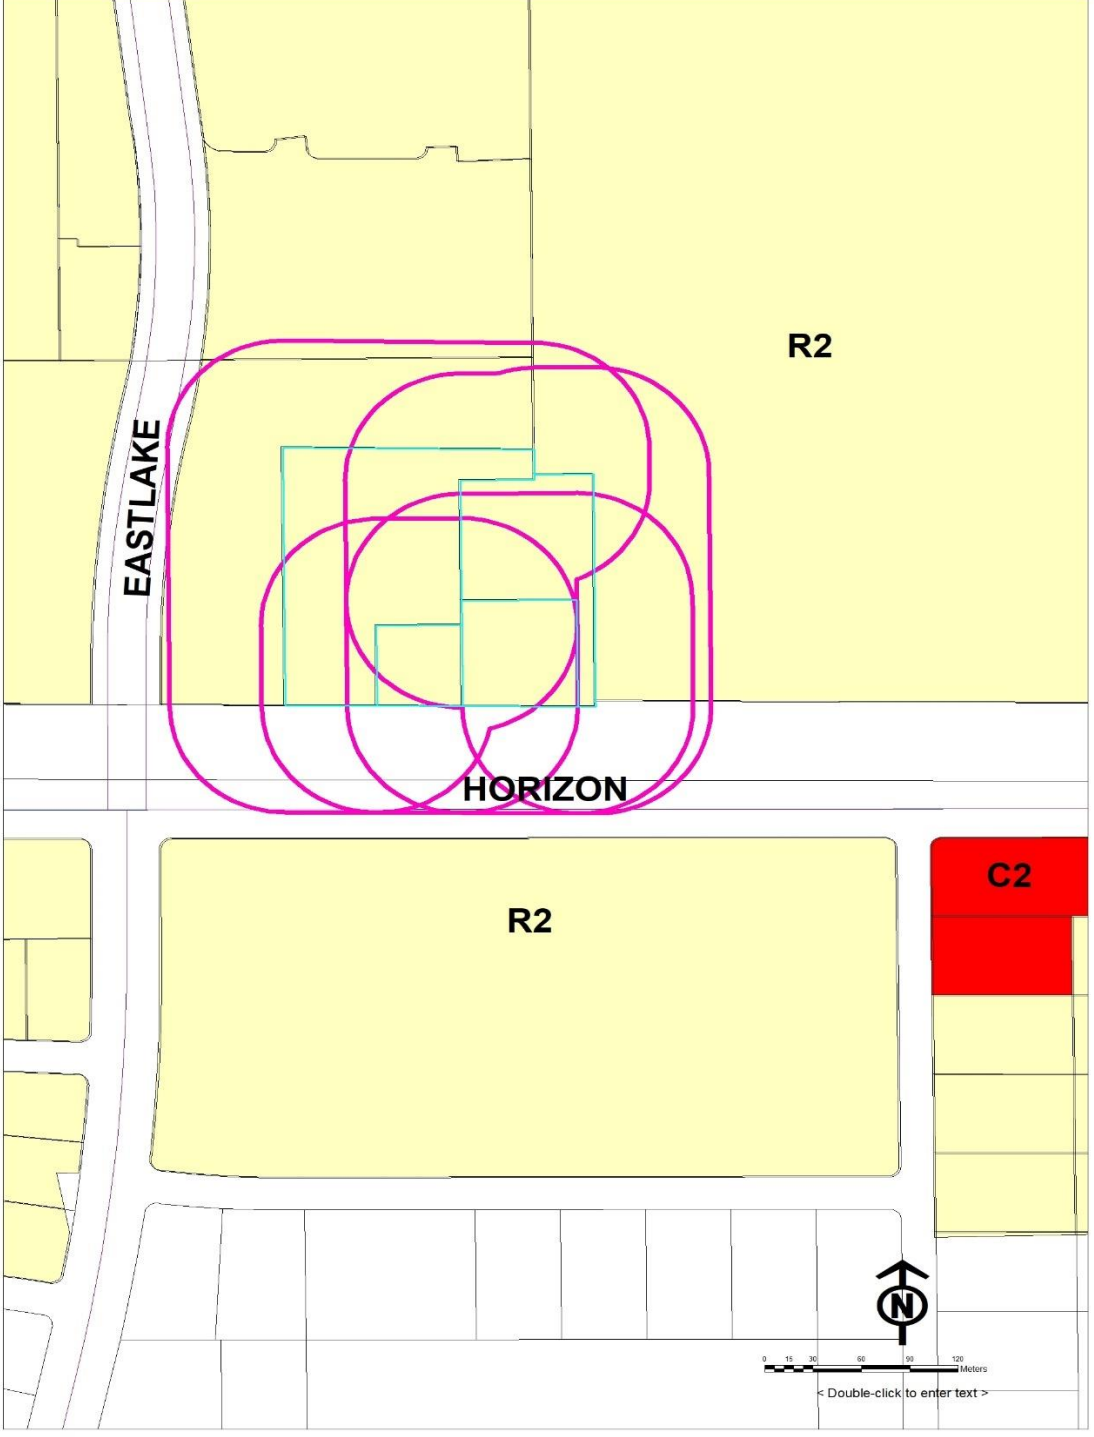 R2
EASTLAKE
HORIZON
C2
R2
N
0 15 30 60 90 120
Meters
< Double-click to enter text >